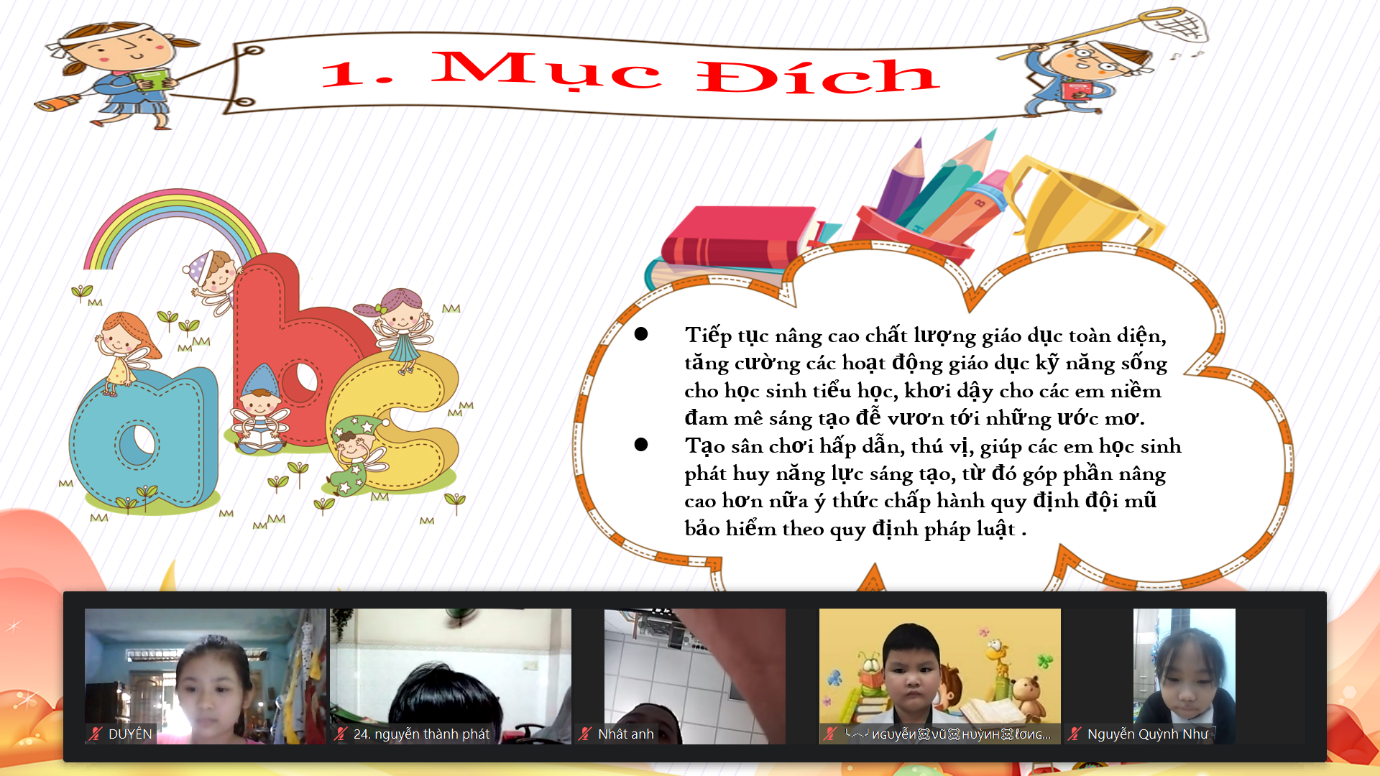 1. Mục Đích
● Tiếp tục nâng cao chất lượng giáo dục toàn diện,
tăng cường các hoạt động giáo dục kỹ năng sống
cho học sinh tiểu học, khơi dậy cho các em niềm
đam mê sáng tạo đễ vươn tới những ước mơ.
● Tạo sân chơi hấp dẫn, thú vị, giúp các em học sinh
phát huy năng lực sáng tạo, từ đó góp phần nâng
cao hơn nữa ý thức chấp hành quy định đội mũ
bảo hiểm theo quy định pháp luật .
DUYÊN
24. nguyễn thành phát
Nhât anh
Nguyễn Quỳnh Như